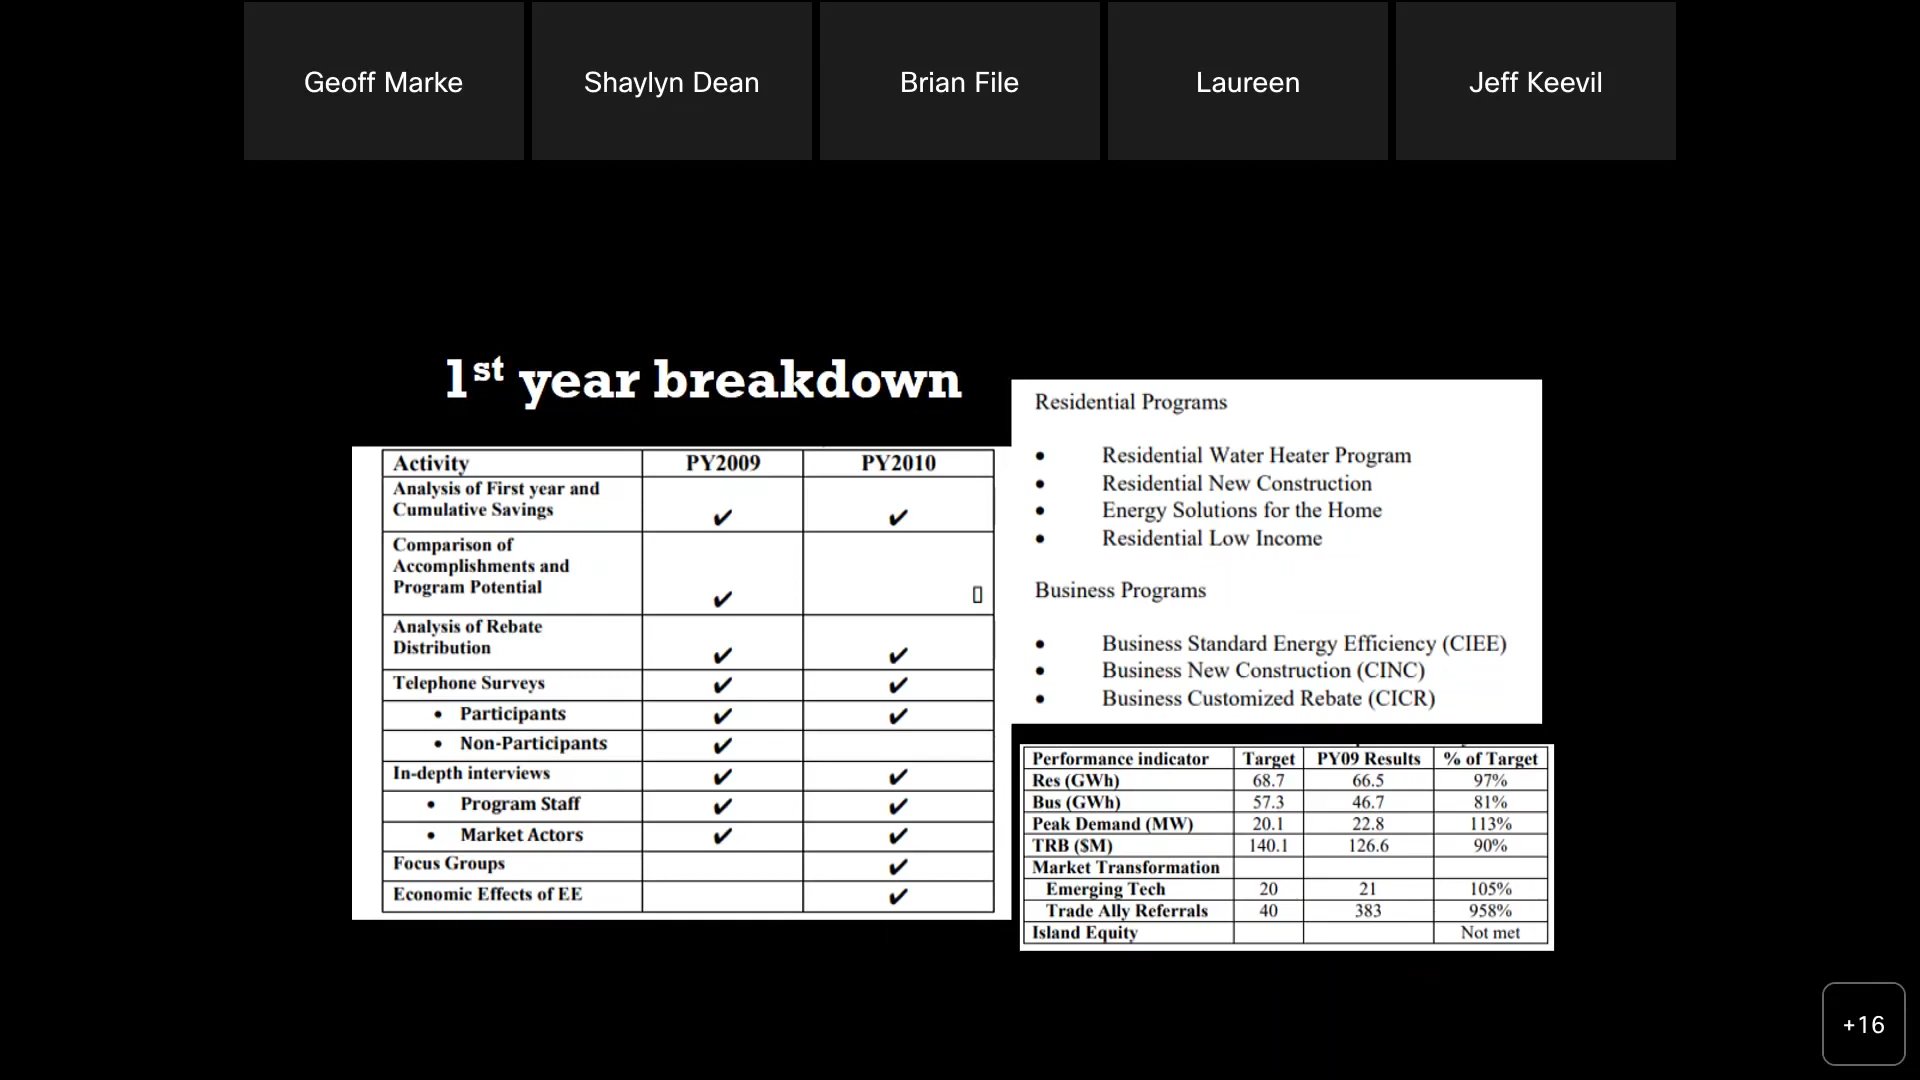 Geoff Marke
Shaylyn Dean
Brian File
Laureen
Jeff Keevil
1st year breakdown
Activity PY2009 PY2010
Analysis of First year and
Cumulative Savings ✔ ✔
Comparison of
Accomplishments and
Program Potential ✔ ▯
Analysis of Rebate
Distribution ✔ ✔
Telephone Surveys ✔ ✔
• Participants ✔ ✔
• Non-Participants ✔
In-depth interviews ✔ ✔
• Program Staff ✔ ✔
• Market Actors ✔ ✔
Focus Groups ✔
Economic Effects of EE ✔
Residential Programs
• Residential Water Heater Program
• Residential New Construction
• Energy Solutions for the Home
• Residential Low Income
Business Programs
• Business Standard Energy Efficiency (CIEE)
• Business New Construction (CINC)
• Business Customized Rebate (CICR)
Performance indicator Target PY09 Results % of Target
Res (GWh) 68.7 66.5 97%
Bus (GWh) 57.3 46.7 81%
Peak Demand (MW) 20.1 22.8 113%
TRB ($M) 140.1 126.6 90%
Market Transformation
Emerging Tech 20 21 105%
Trade Ally Referrals 40 383 958%
Island Equity Not met
+16